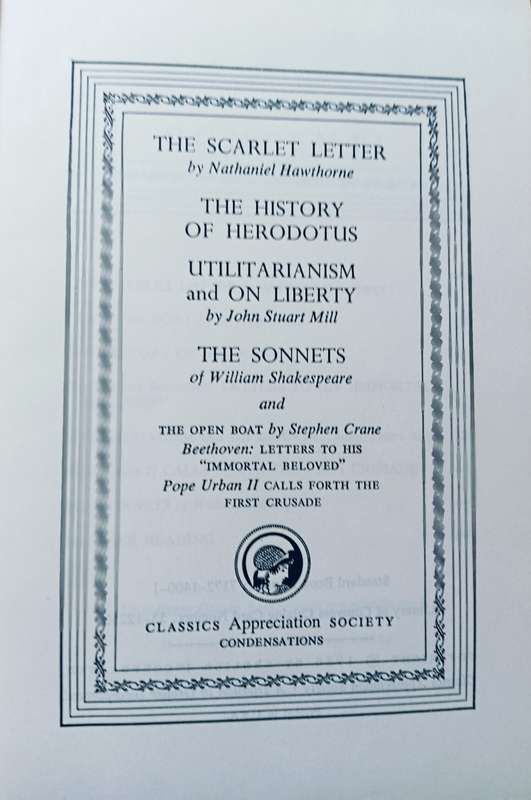 THE SCARLET LETTER
by Nathaniel Hawthorne
THE HISTORY
OF HERODOTUS
UTILITARIANISM
and ON LIBERTY
by John Stuart Mill
THE SONNETS
of William Shakespeare
and
THE OPEN BOAT by Stephen Crane
Beethoven: LETTERS TO HIS
"IMMORTAL BELOVED"
Pope Urban II CALLS FORTH THE
FIRST CRUSADE
CLASSICS Appreciation SOCIETY
CONDENSATIONS